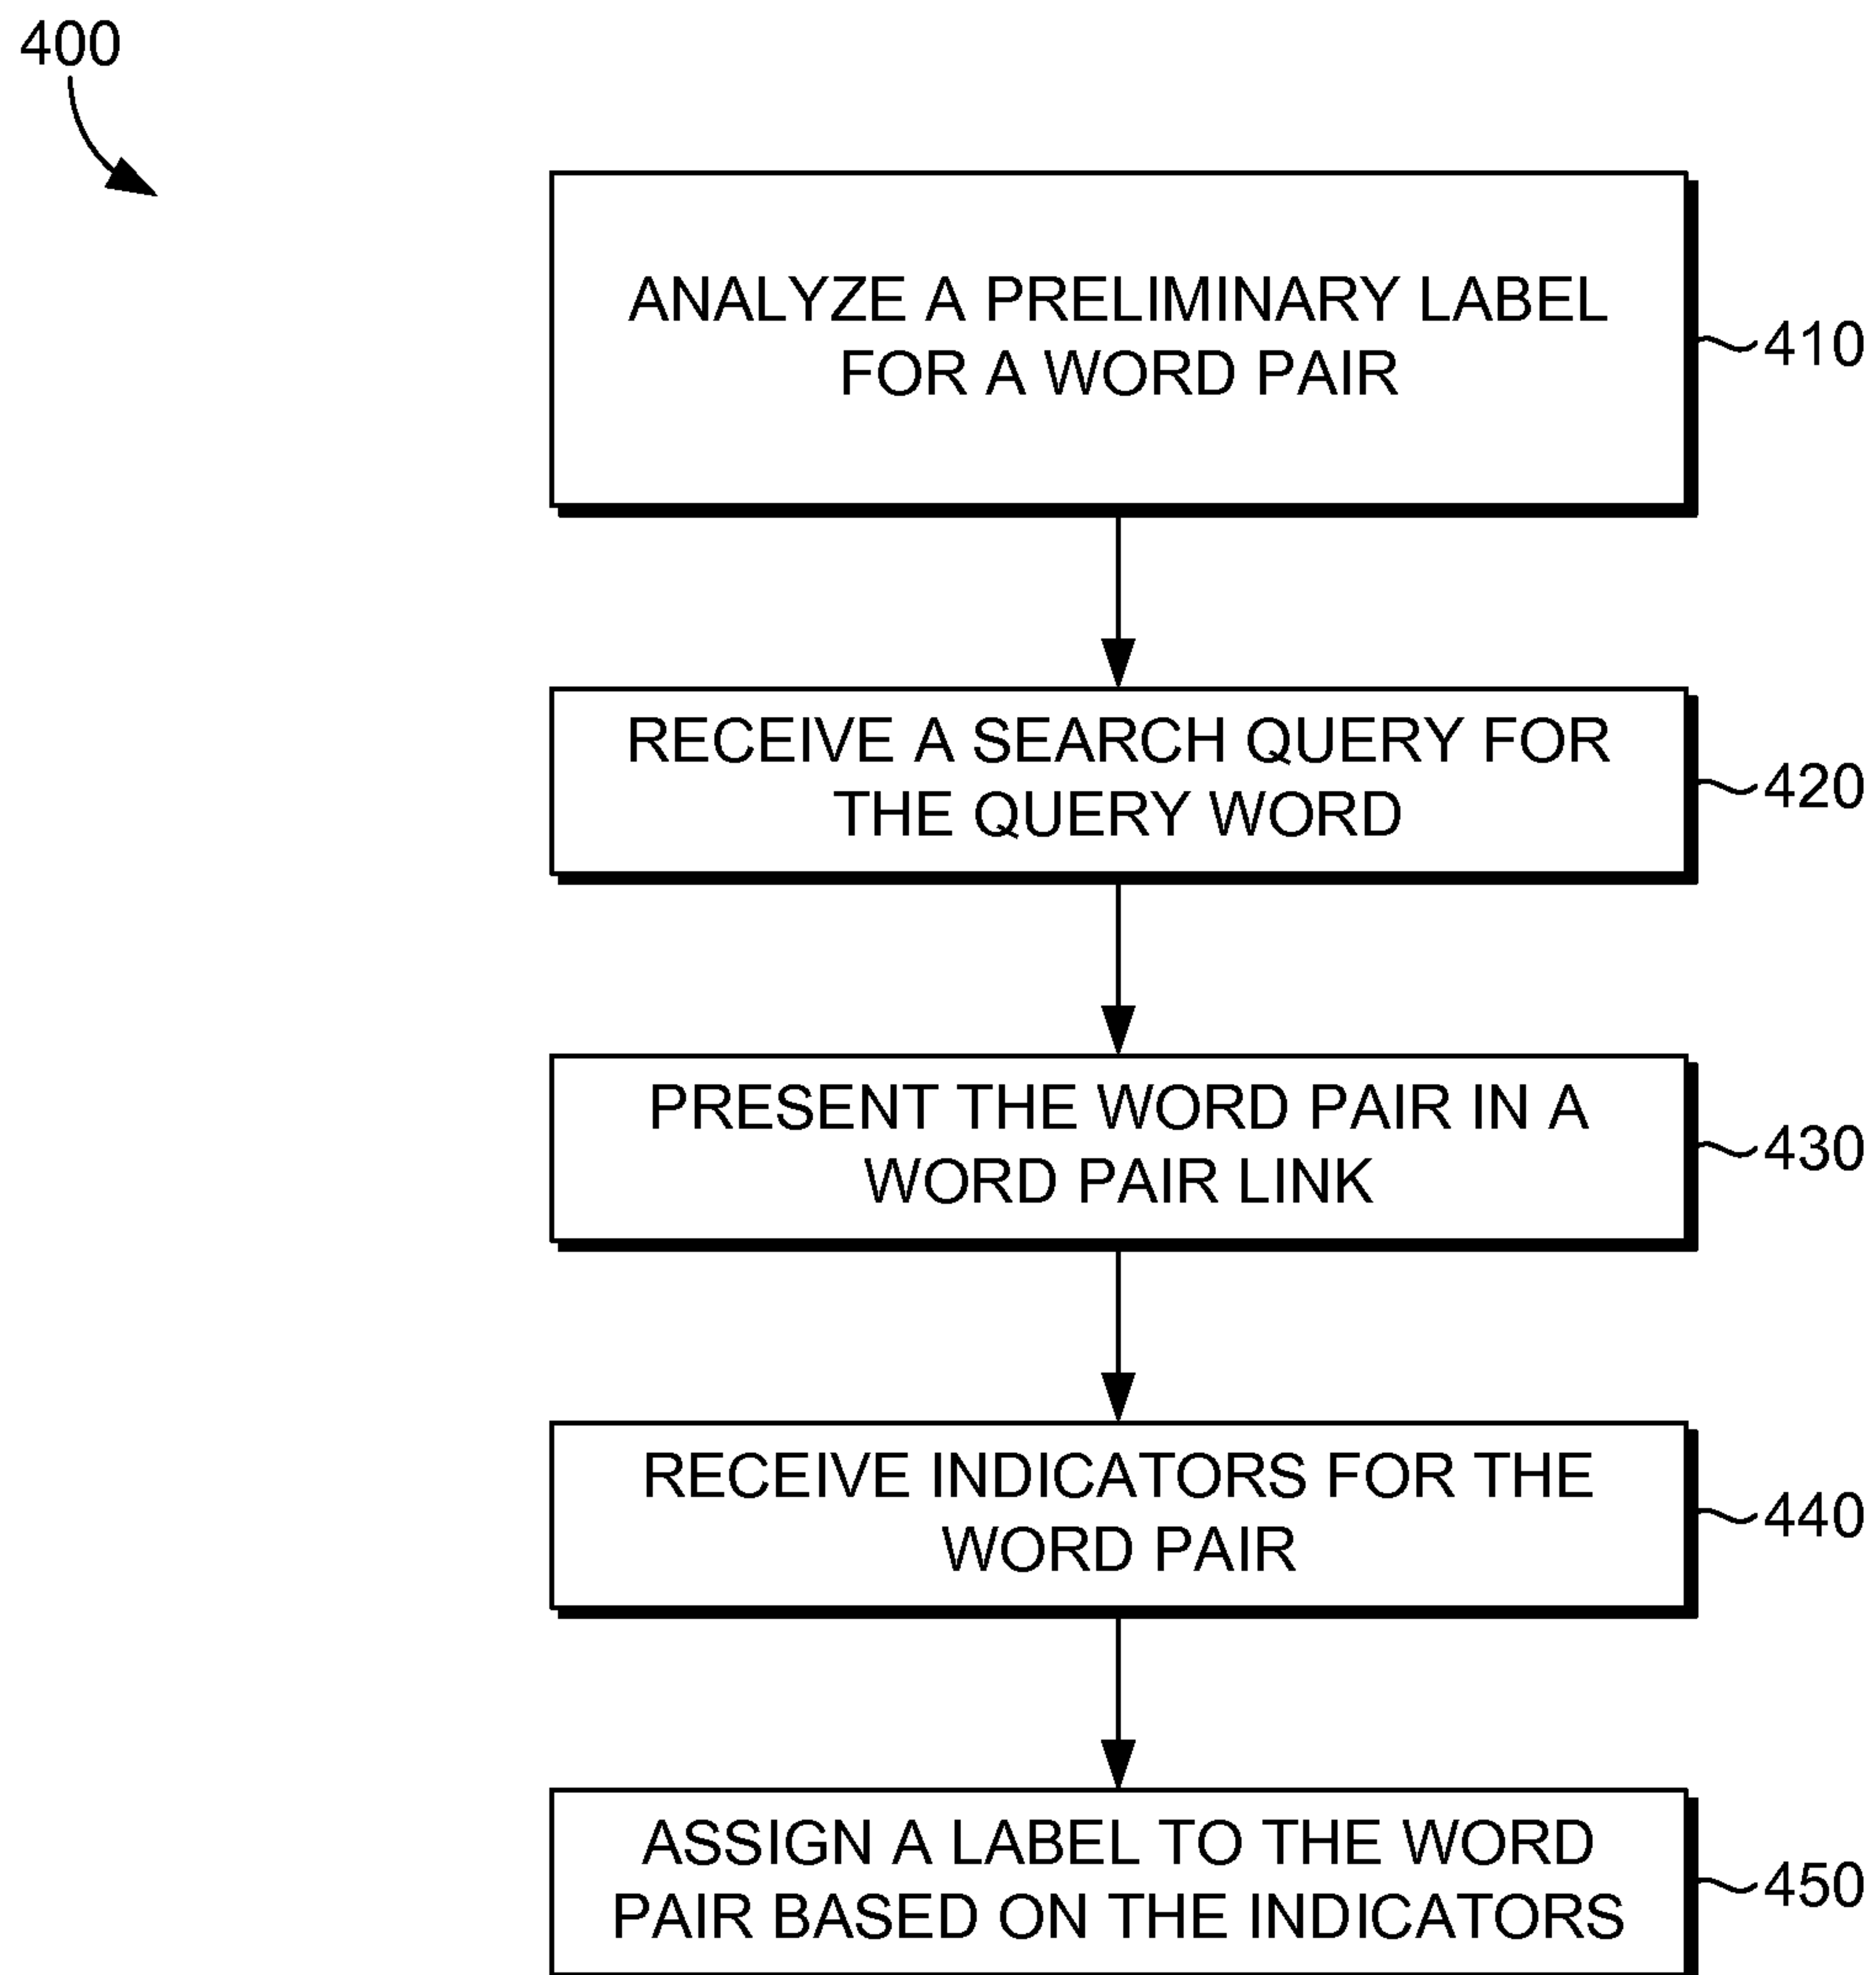 400
ANALYZE A PRELIMINARY LABEL
FOR A WORD PAIR
410
RECEIVE A SEARCH QUERY FOR
THE QUERY WORD
420
PRESENT THE WORD PAIR IN A
WORD PAIR LINK
430
RECEIVE INDICATORS FOR THE
WORD PAIR
440
ASSIGN A LABEL TO THE WORD
PAIR BASED ON THE INDICATORS
450